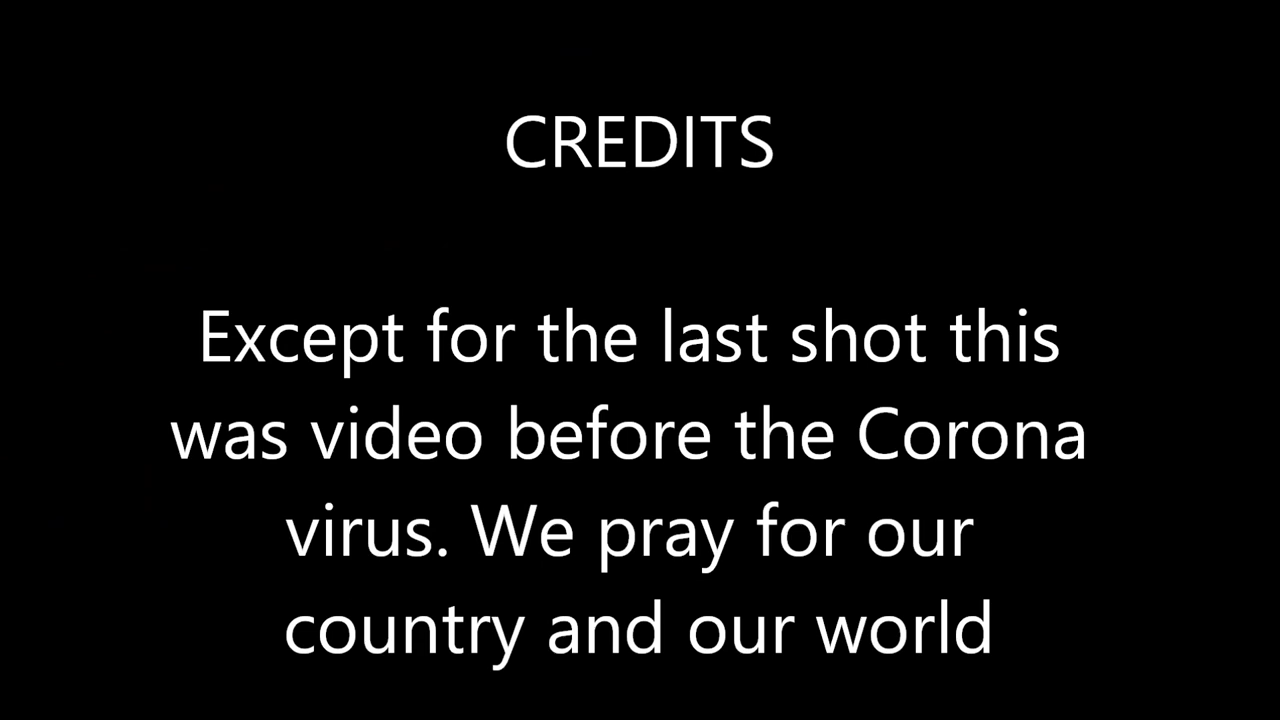 CREDITS
Except for the last shot this
was video before the Corona
virus. We pray for our
country and our world